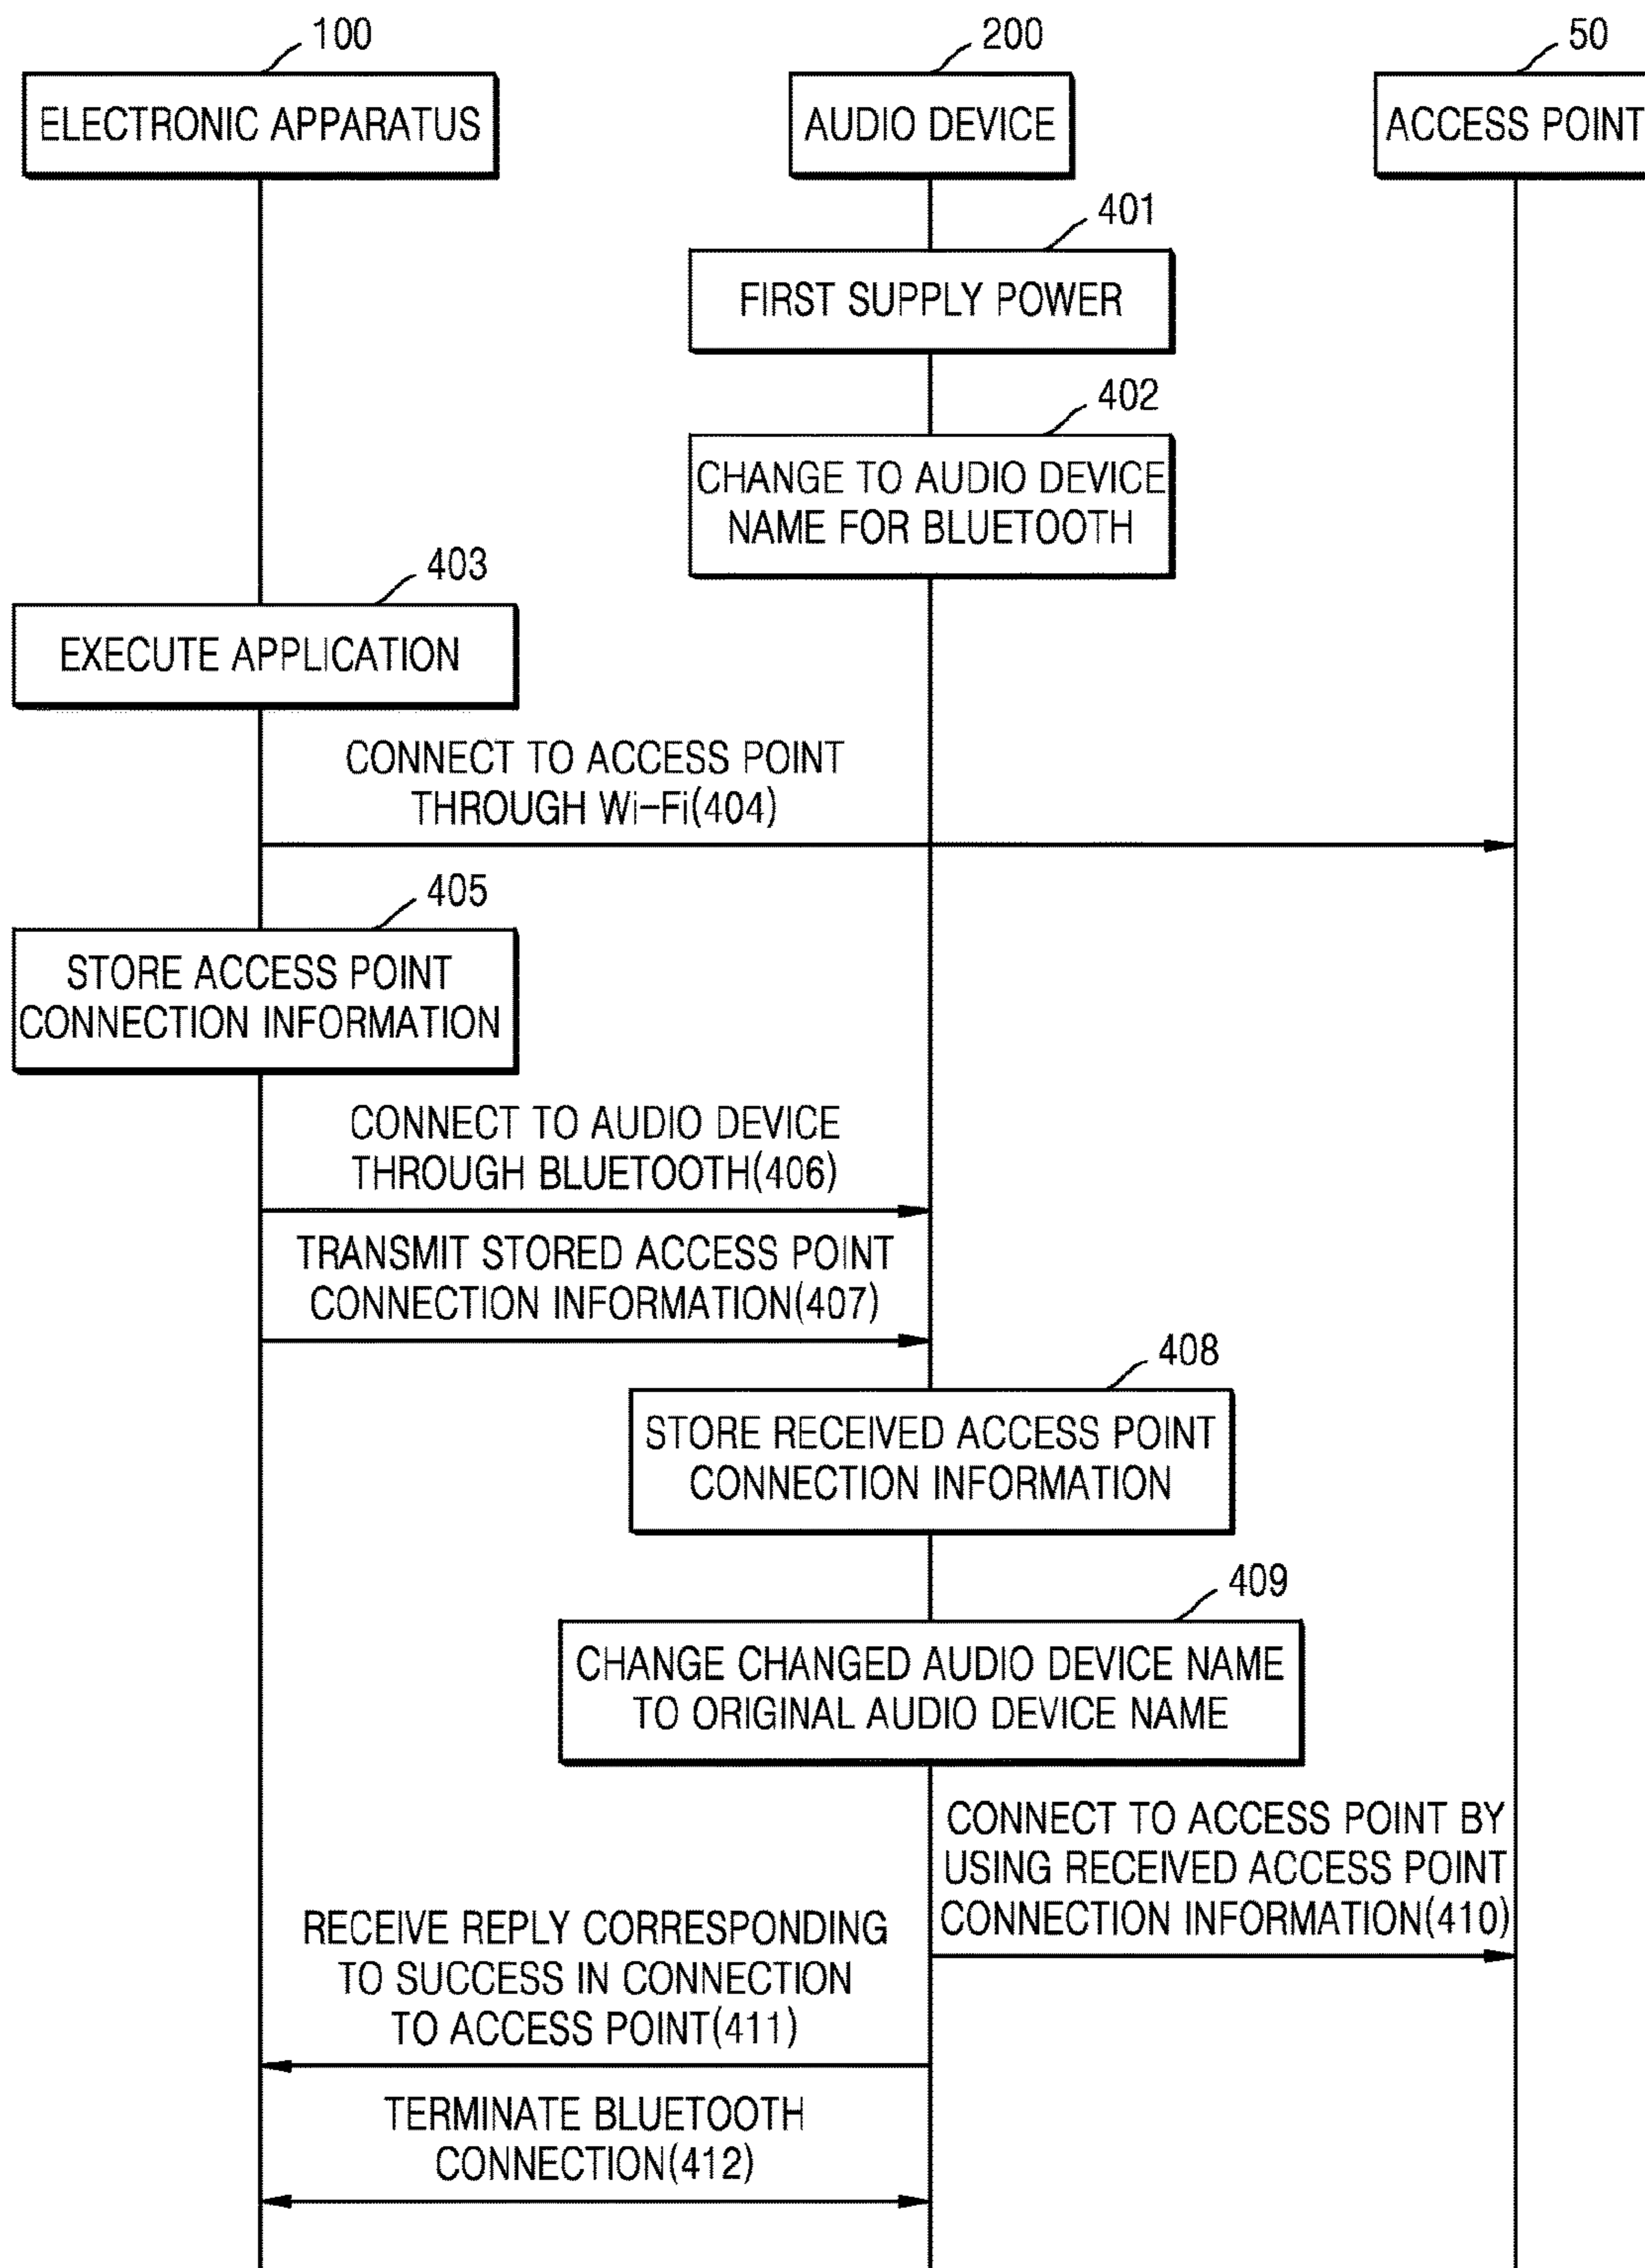 100
200
50
ELECTRONIC APPARATUS
AUDIO DEVICE
ACCESS POINT
401
FIRST SUPPLY POWER
402
CHANGE TO AUDIO DEVICE
NAME FOR BLUETOOTH
403
EXECUTE APPLICATION
CONNECT TO ACCESS POINT
THROUGH Wi-Fi(404)
405
STORE ACCESS POINT
CONNECTION INFORMATION
CONNECT TO AUDIO DEVICE
THROUGH BLUETOOTH(406)
TRANSMIT STORED ACCESS POINT
CONNECTION INFORMATION(407)
408
STORE RECEIVED ACCESS POINT
CONNECTION INFORMATION
409
CHANGE CHANGED AUDIO DEVICE NAME
TO ORIGINAL AUDIO DEVICE NAME
CONNECT TO ACCESS POINT BY
USING RECEIVED ACCESS POINT
CONNECTION INFORMATION(410)
RECEIVE REPLY CORRESPONDING
TO SUCCESS IN CONNECTION
TO ACCESS POINT(411)
TERMINATE BLUETOOTH
CONNECTION(412)